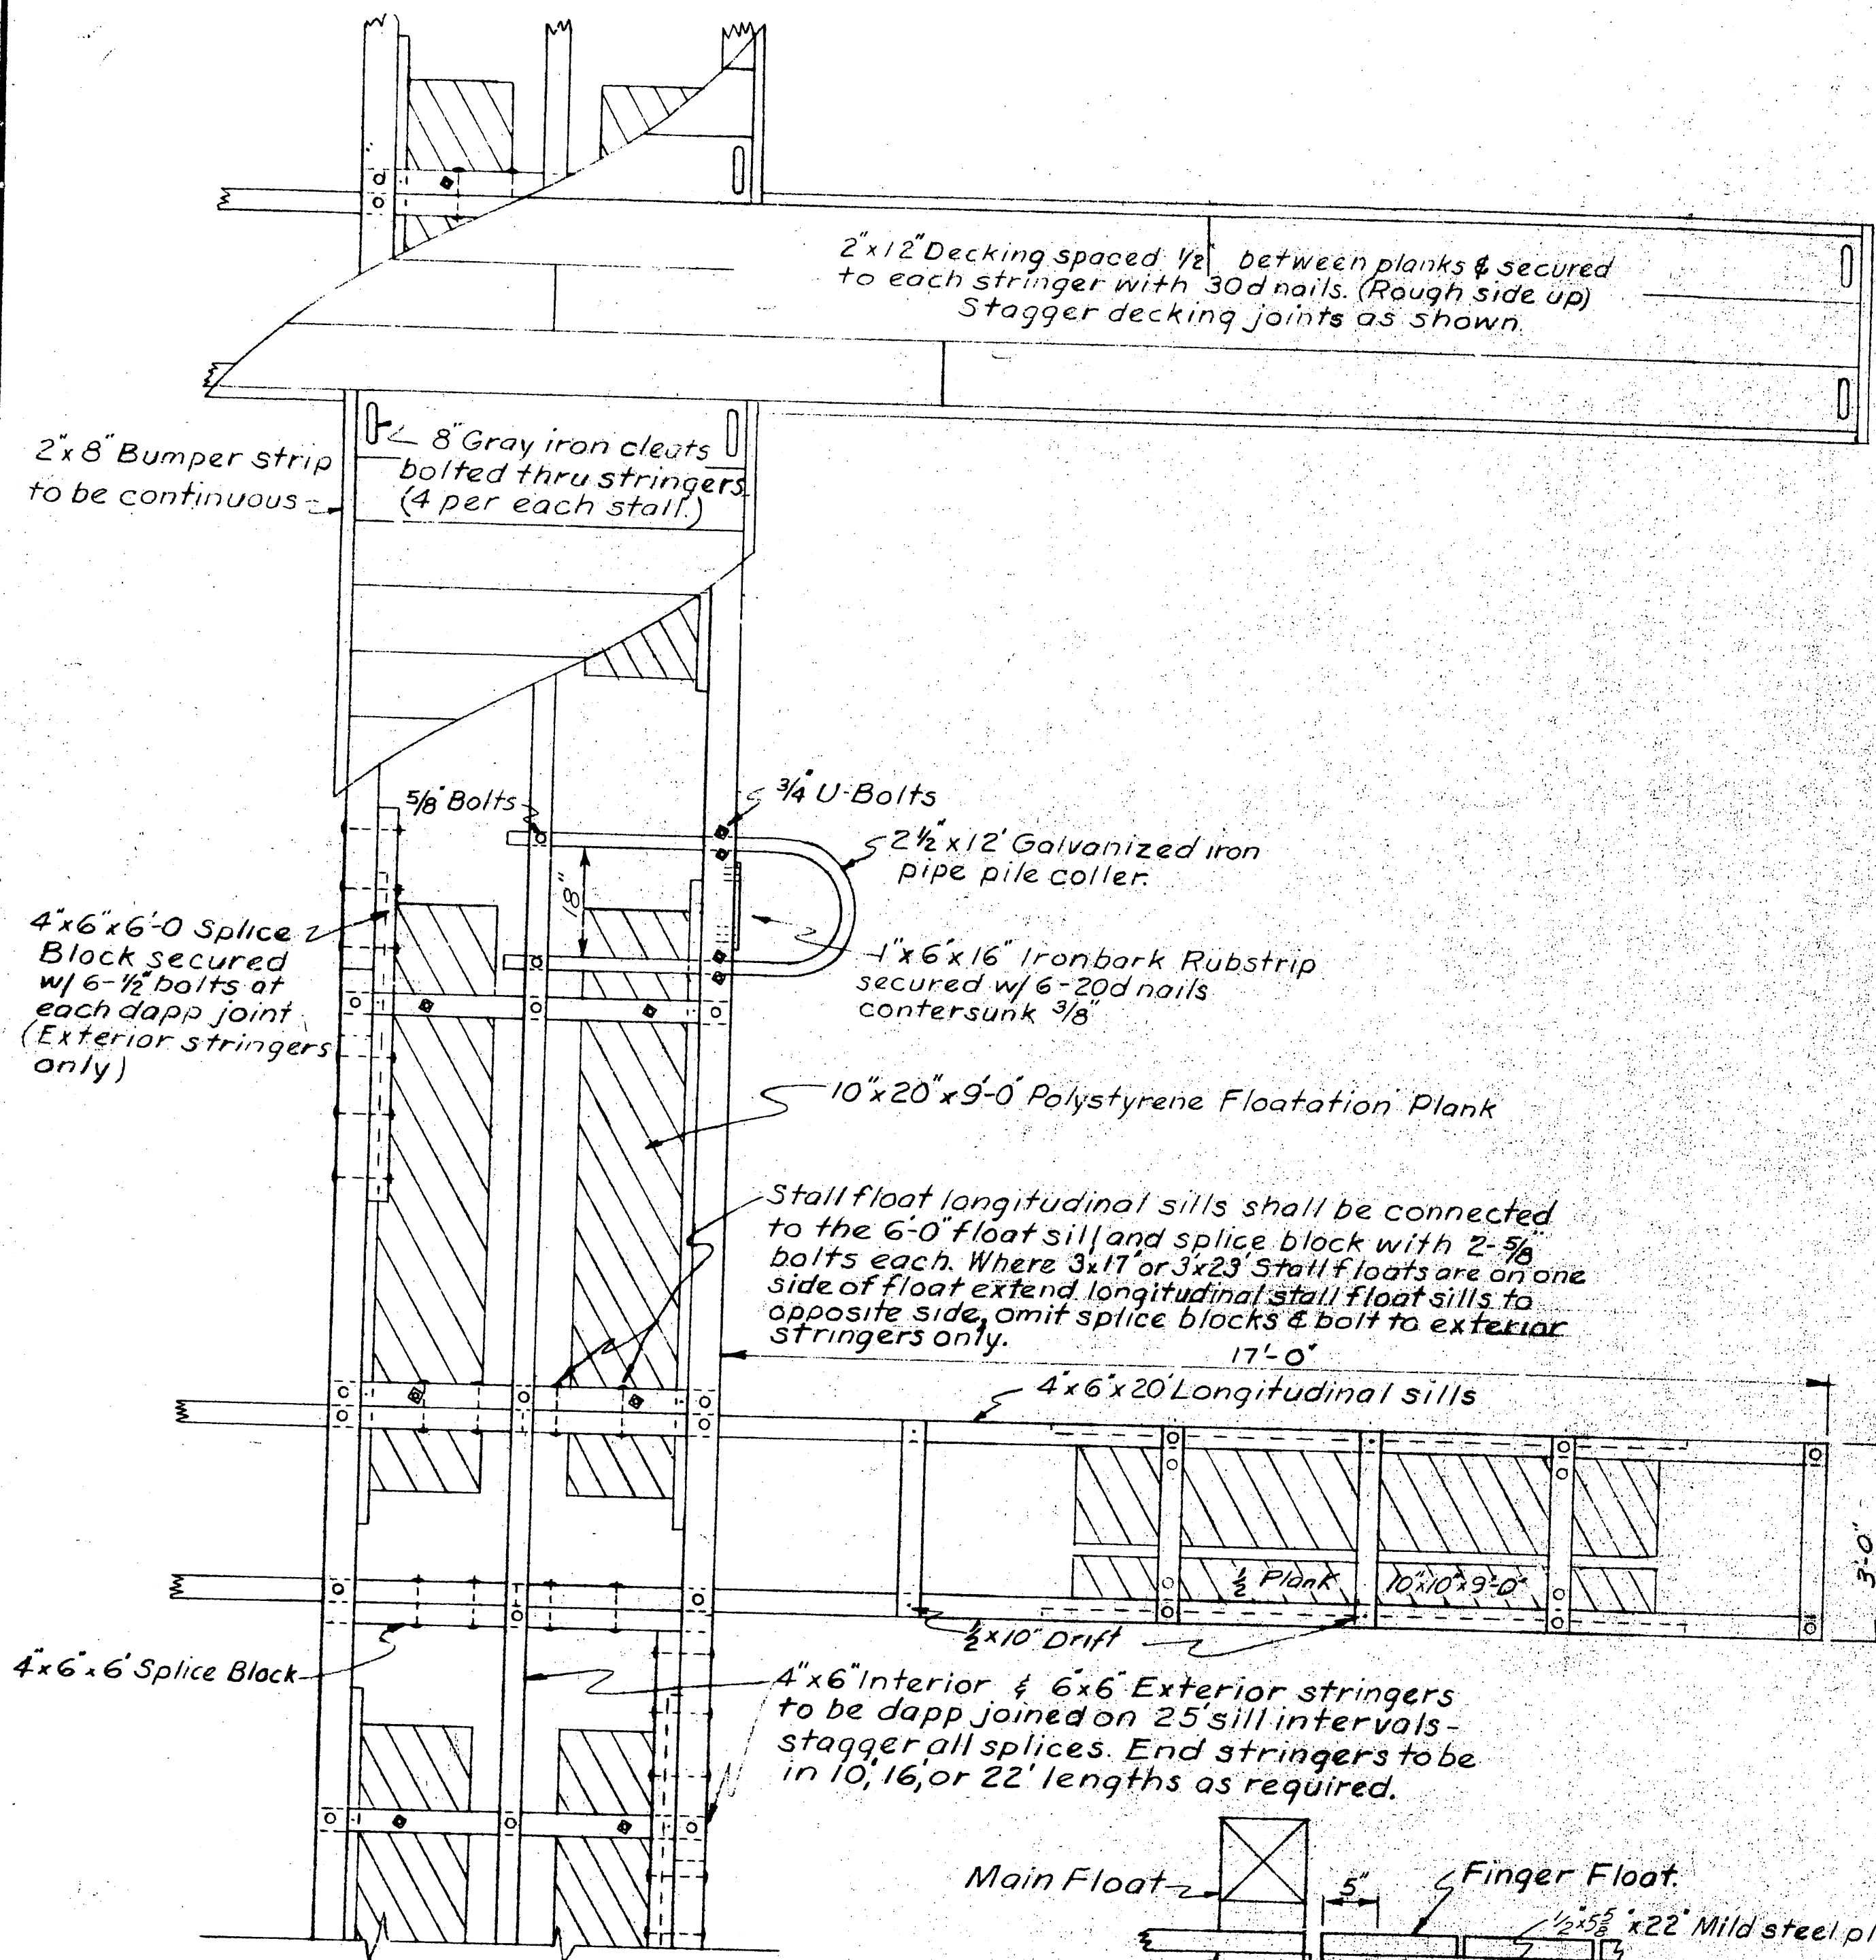 2"x12" Decking spaced 1/2" between planks & secured
to each stringer with 30d nails. (Rough side up)
Stagger decking joints as shown.
2"x8" Bumper strip
to be continuous
8" Gray iron cleats
bolted thru stringers
(4 per each stall.)
5/8" Bolts
3/4" U-Bolts
2 1/2" x 12' Galvanized iron
pipe pile coller.
18"
4"x6"x6'-0 Splice
Block secured
w/ 6-1/2" bolts at
each dapp joint
(Exterior stringers
only)
1"x6"x16" Ironbark Rubstrip
secured w/ 6-20d nails
contersunk 3/8"
10"x20"x9'-0" Polystyrene Floatation Plank
Stall float longitudinal sills shall be connected
to the 6'-0" float sill and splice block with 2-5/8"
bolts each. Where 3'x17' or 3'x23' Stall floats are on one
side of float extend longitudinal stall float sills to
opposite side, omit splice blocks & bolt to exterior
stringers only.
17'-0"
4"x6"x20' Longitudinal sills
1/2 Plank 10"x10"x9'-0"
3'-0"
1/2"x10" Drift
4"x6"x6' Splice Block
4"x6" Interior & 6"x6" Exterior stringers
to be dapp joined on 25' sill intervals-
stagger all splices. End stringers to be
in 10', 16', or 22' lengths as required.
Main Float
5"
Finger Float.
1/2"x5 5/8"x22" Mild steel pl